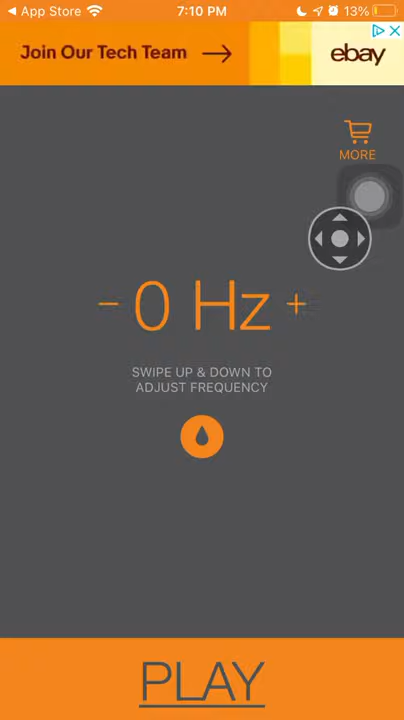 App Store 7:10 PM 13%
Join Our Tech Team ebay
MORE
- 0 Hz +
SWIPE UP & DOWN TO
ADJUST FREQUENCY
PLAY